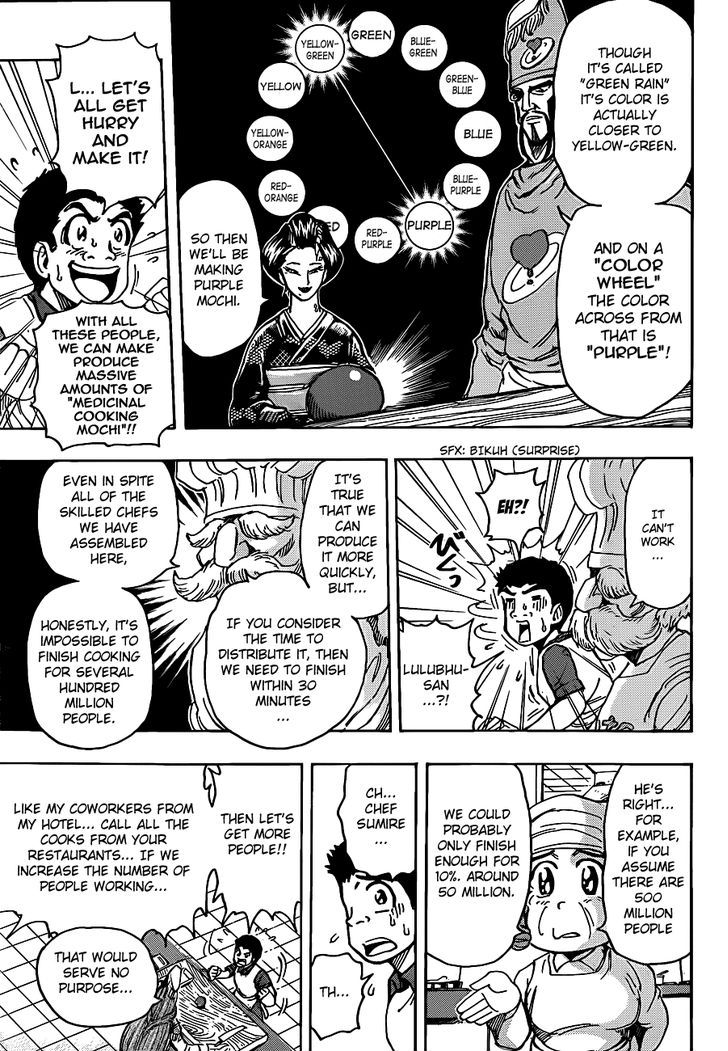 THOUGH
IT'S CALLED
"GREEN RAIN"
IT'S COLOR IS
ACTUALLY
CLOSER TO
YELLOW-GREEN.
AND ON A
"COLOR
WHEEL"
THE COLOR
ACROSS FROM
THAT IS
"PURPLE"!
GREEN
BLUE-
GREEN
GREEN-
BLUE
BLUE
BLUE-
PURPLE
PURPLE
RED-
PURPLE
RED
RED-
ORANGE
YELLOW-
ORANGE
YELLOW
YELLOW-
GREEN
SO THEN
WE'LL BE
MAKING
PURPLE
MOCHI.
L... LET'S
ALL GET
HURRY
AND
MAKE IT!
WITH ALL
THESE PEOPLE,
WE CAN MAKE
PRODUCE
MASSIVE
AMOUNTS OF
"MEDICINAL
COOKING
MOCHI"!!
SFX: BIKUH (SURPRISE)
IT
CAN'T
WORK
...
EH?!
びくっ
LULUBHU-
SAN
...?!
IT'S
TRUE
THAT WE
CAN
PRODUCE
IT MORE
QUICKLY,
BUT...
IF YOU CONSIDER
THE TIME TO
DISTRIBUTE IT, THEN
WE NEED TO FINISH
WITHIN 30
MINUTES
...
EVEN IN SPITE
ALL OF THE
SKILLED CHEFS
WE HAVE
ASSEMBLED
HERE,
HONESTLY, IT'S
IMPOSSIBLE TO
FINISH COOKING
FOR SEVERAL
HUNDRED
MILLION
PEOPLE.
HE'S
RIGHT...
FOR
EXAMPLE,
IF YOU
ASSUME
THERE ARE
500
MILLION
PEOPLE
WE COULD
PROBABLY
ONLY FINISH
ENOUGH FOR
10%. AROUND
50 MILLION.
CH...
CHEF
SUMIRE
...
TH...
THEN LET'S
GET MORE
PEOPLE!!
LIKE MY COWORKERS FROM
MY HOTEL... CALL ALL THE
COOKS FROM YOUR
RESTAURANTS... IF WE
INCREASE THE NUMBER OF
PEOPLE WORKING...
THAT WOULD
SERVE NO
PURPOSE...